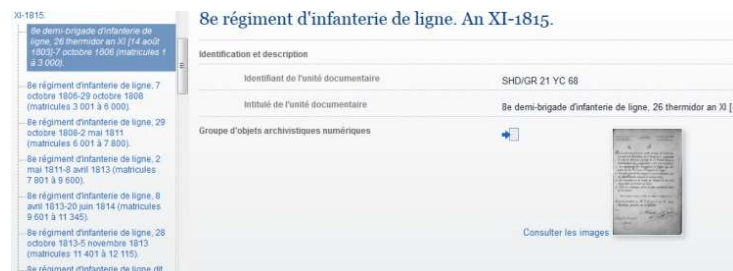 XI-1815.
8e demi-brigade d'infanterie de
ligne, 26 thermidor an XI [14 août
1803]-7 octobre 1806 (matricules 1
à 3 000).
8e régiment d'infanterie de ligne, 7
octobre 1806-29 octobre 1808
(matricules 3 001 à 6 000).
8e régiment d'infanterie de ligne, 29
octobre 1808-2 mai 1811
(matricules 6 001 à 7 800).
8e régiment d'infanterie de ligne, 2
mai 1811-8 avril 1813 (matricules
7 801 à 9 600).
8e régiment d'infanterie de ligne, 8
avril 1813-20 juin 1814 (matricules
9 601 à 11 345).
8e régiment d'infanterie de ligne, 28
octobre 1813-5 novembre 1813
(matricules 11 401 à 12 115).
8e régiment d'infanterie de ligne dit
8e régiment d'infanterie de ligne. An XI-1815.
Identification et description
Identifiant de l'unité documentaire
SHD/GR 21 YC 68
Intitulé de l'unité documentaire
8e demi-brigade d'infanterie de ligne, 26 thermidor an XI [
Groupe d'objets archivistiques numériques
Consulter les images